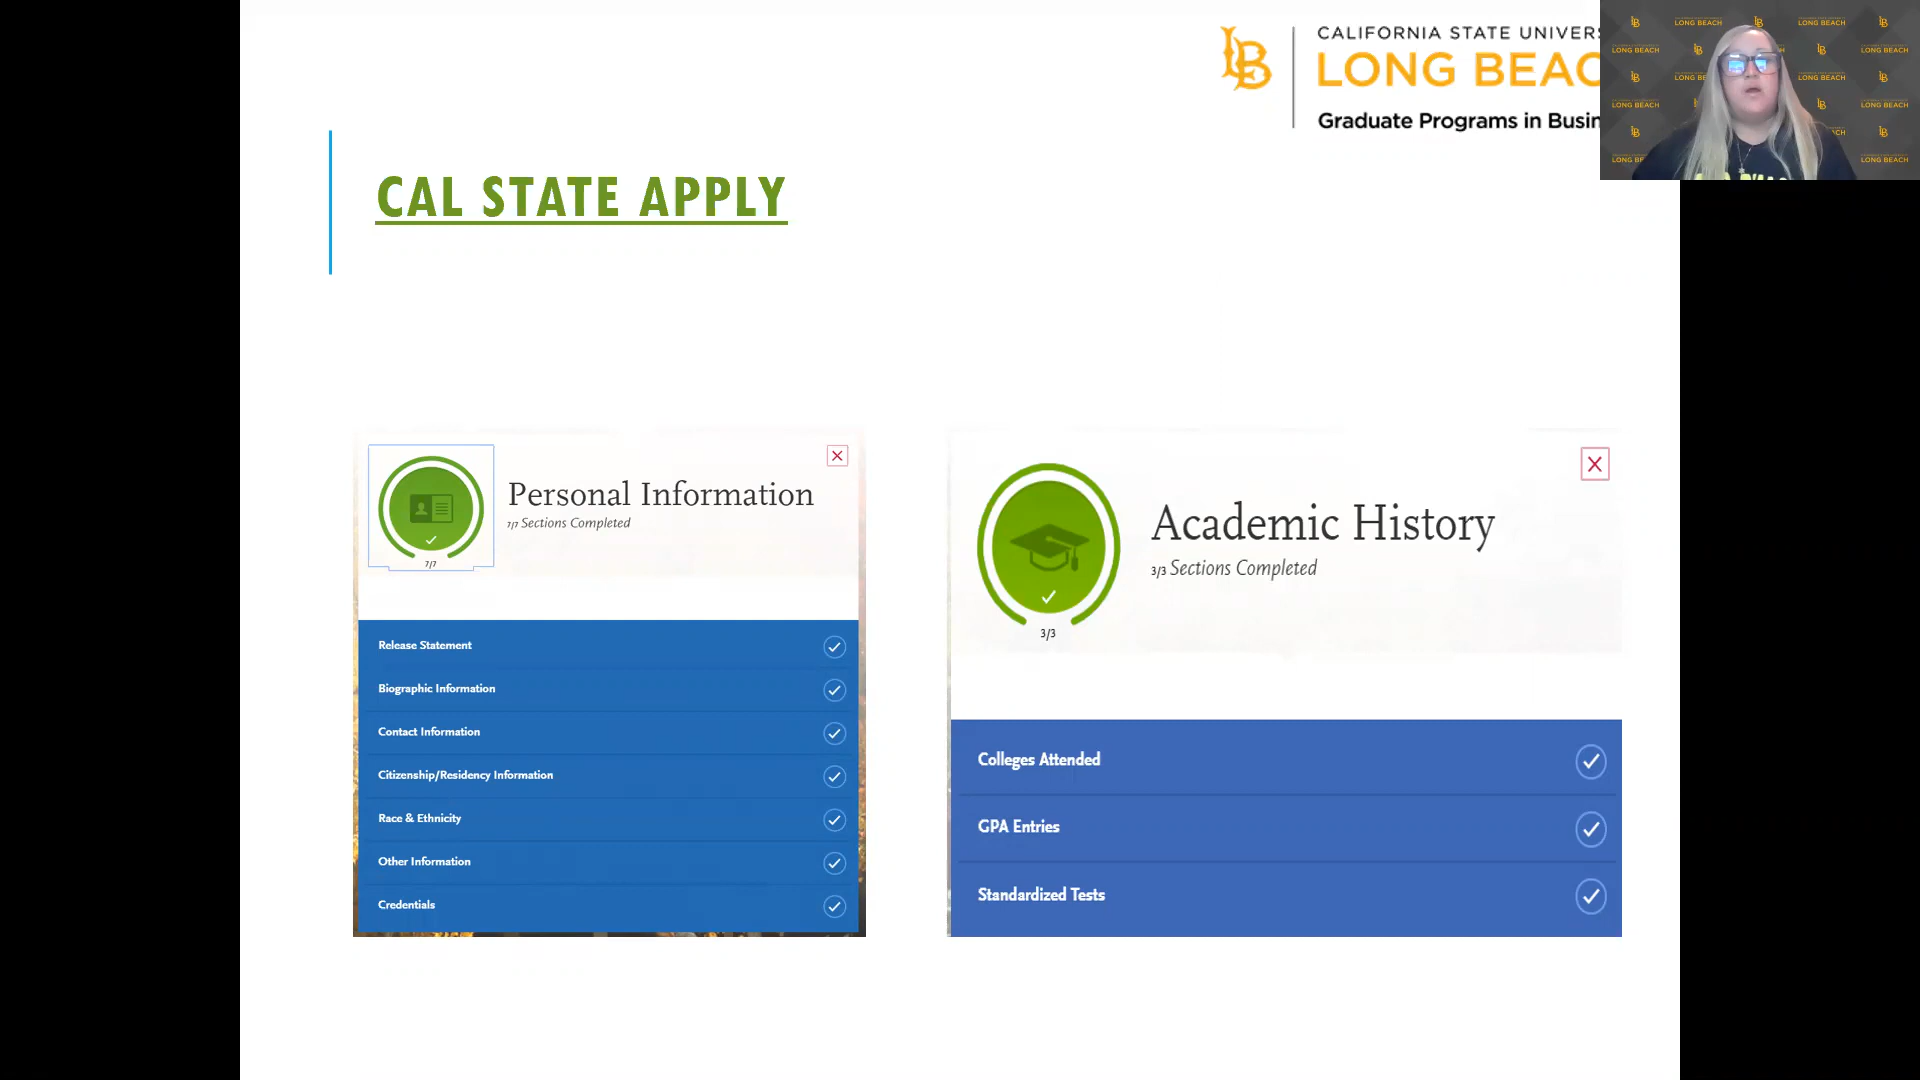 CALIFORNIA STATE UNIVERS
LONG BEAC
Graduate Programs in Busin
LONG BEACH
CAL STATE APPLY
Personal Information
7/7 Sections Completed
7/7
Release Statement
Biographic Information
Contact Information
Citizenship/Residency Information
Race & Ethnicity
Other Information
Credentials
Academic History
3/3 Sections Completed
3/3
Colleges Attended
GPA Entries
Standardized Tests